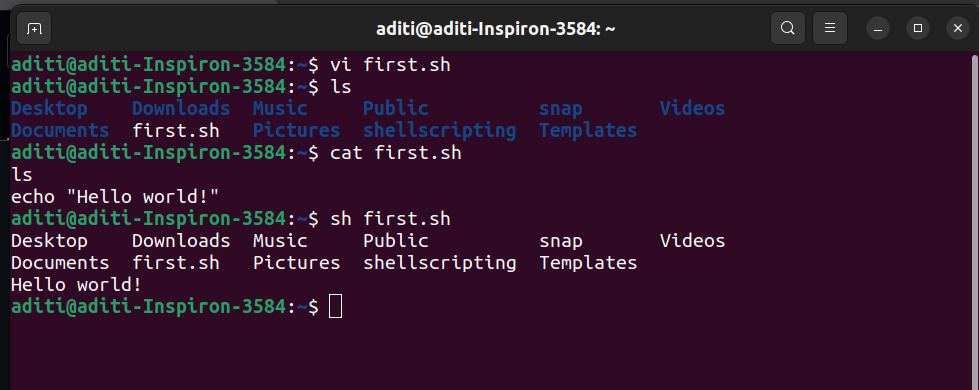 aditi@aditi-Inspiron-3584: ~
aditi@aditi-Inspiron-3584:~$ vi first.sh
aditi@aditi-Inspiron-3584:~$ ls
Desktop    Downloads  Music     Public          snap       Videos
Documents  first.sh   Pictures  shellscripting  Templates
aditi@aditi-Inspiron-3584:~$ cat first.sh
ls
echo "Hello world!"
aditi@aditi-Inspiron-3584:~$ sh first.sh
Desktop    Downloads  Music     Public          snap       Videos
Documents  first.sh   Pictures  shellscripting  Templates
Hello world!
aditi@aditi-Inspiron-3584:~$